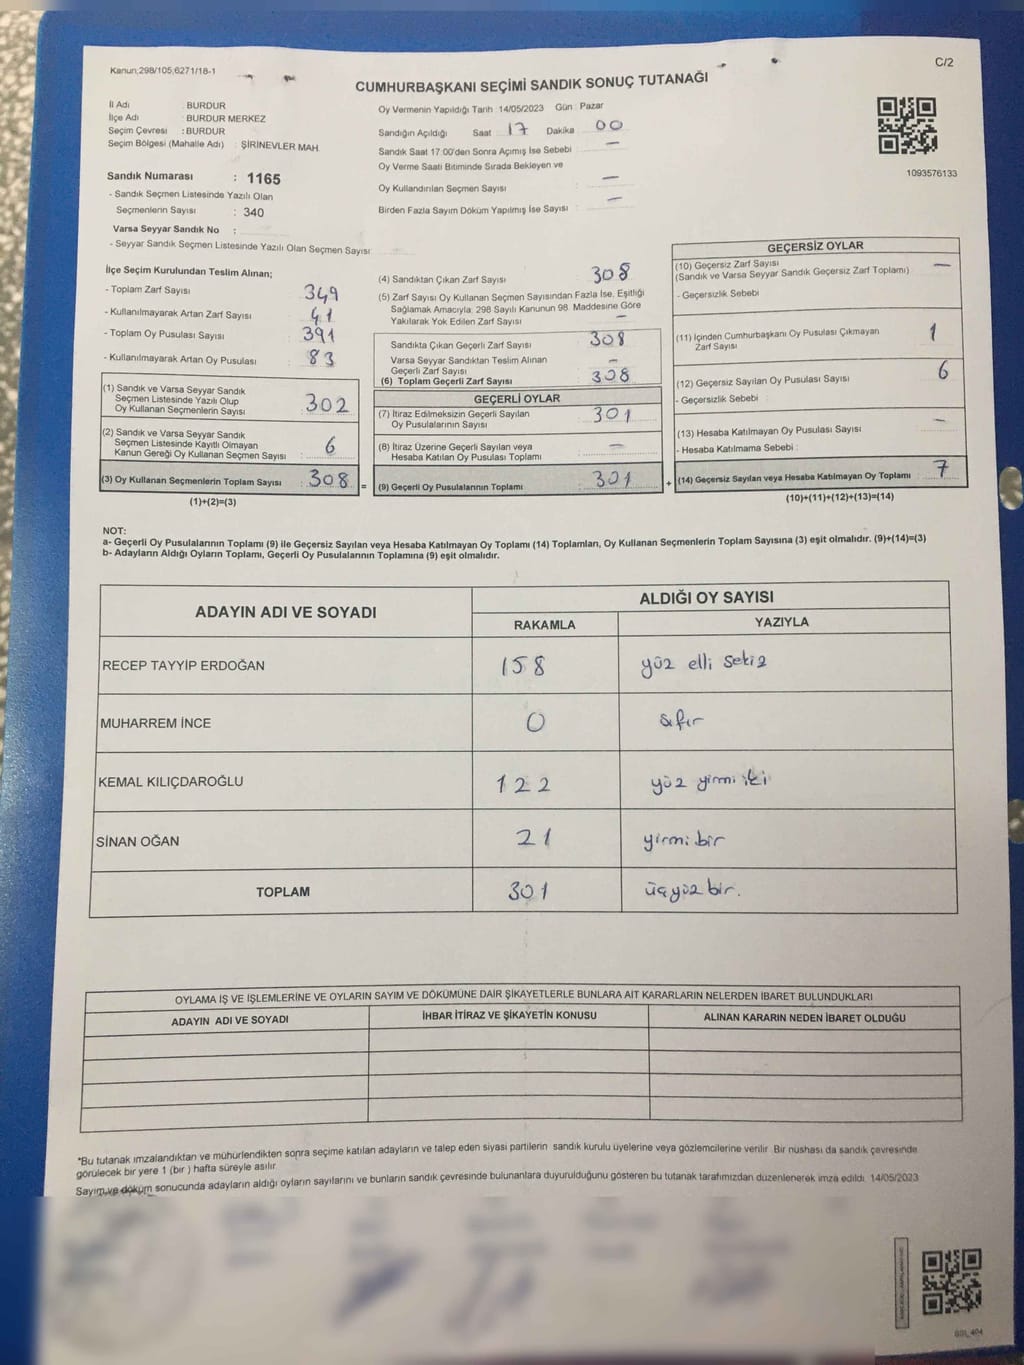 Kanun;298/105,6271/18-1
C/2
CUMHURBAŞKANI SEÇİMİ SANDIK SONUÇ TUTANAĞI
İl Adı : BURDUR
İlçe Adı : BURDUR MERKEZ
Seçim Çevresi : BURDUR
Seçim Bölgesi (Mahalle Adı) : ŞİRİNEVLER MAH.
Sandık Numarası : 1165
- Sandık Seçmen Listesinde Yazılı Olan
Seçmenlerin Sayısı : 340
Varsa Seyyar Sandık No :
- Seyyar Sandık Seçmen Listesinde Yazılı Olan Seçmen Sayısı
Oy Vermenin Yapıldığı Tarih : 14/05/2023 Gün : Pazar
Sandığın Açıldığı Saat 17 Dakika 00
Sandık Saat 17:00'den Sonra Açılmış İse Sebebi : —
Oy Verme Saati Bitiminde Sırada Bekleyen ve
Oy Kullandırılan Seçmen Sayısı : —
Birden Fazla Sayım Döküm Yapılmış İse Sayısı : —
1093576133
İlçe Seçim Kurulundan Teslim Alınan;
- Toplam Zarf Sayısı : 349
- Kullanılmayarak Artan Zarf Sayısı : 41
- Toplam Oy Pusulası Sayısı : 391
- Kullanılmayarak Artan Oy Pusulası : 83
(1) Sandık ve Varsa Seyyar Sandık
Seçmen Listesinde Yazılı Olup
Oy Kullanan Seçmenlerin Sayısı : 302
(2) Sandık ve Varsa Seyyar Sandık
Seçmen Listesinde Kayıtlı Olmayan
Kanun Gereği Oy Kullanan Seçmen Sayısı : 6
(3) Oy Kullanan Seçmenlerin Toplam Sayısı : 308 =
(1)+(2)=(3)
(4) Sandıktan Çıkan Zarf Sayısı : 308
(5) Zarf Sayısı Oy Kullanan Seçmen Sayısından Fazla İse, Eşitliği
Sağlamak Amacıyla; 298 Sayılı Kanunun 98. Maddesine Göre
Yakılarak Yok Edilen Zarf Sayısı : —
Sandıkta Çıkan Geçerli Zarf Sayısı : 308
Varsa Seyyar Sandıktan Teslim Alınan
Geçerli Zarf Sayısı : —
(6) Toplam Geçerli Zarf Sayısı : 308
GEÇERLİ OYLAR
(7) İtiraz Edilmeksizin Geçerli Sayılan
Oy Pusulalarının Sayısı : 301
(8) İtiraz Üzerine Geçerli Sayılan veya
Hesaba Katılan Oy Pusulası Toplamı : —
(9) Geçerli Oy Pusulalarının Toplamı : 301 +
GEÇERSİZ OYLAR
(10) Geçersiz Zarf Sayısı —
(Sandık ve Varsa Seyyar Sandık Geçersiz Zarf Toplamı) :
- Geçersizlik Sebebi :
(11) İçinden Cumhurbaşkanı Oy Pusulası Çıkmayan : 1
Zarf Sayısı
(12) Geçersiz Sayılan Oy Pusulası Sayısı : 6
- Geçersizlik Sebebi :
(13) Hesaba Katılmayan Oy Pusulası Sayısı : —
- Hesaba Katılmama Sebebi :
(14) Geçersiz Sayılan veya Hesaba Katılmayan Oy Toplamı : 7
(10)+(11)+(12)+(13)=(14)
NOT:
a- Geçerli Oy Pusulalarının Toplamı (9) ile Geçersiz Sayılan veya Hesaba Katılmayan Oy Toplamı (14) Toplamları, Oy Kullanan Seçmenlerin Toplam Sayısına (3) eşit olmalıdır. (9)+(14)=(3)
b- Adayların Aldığı Oyların Toplamı, Geçerli Oy Pusulalarının Toplamına (9) eşit olmalıdır.
ADAYIN ADI VE SOYADI
ALDIĞI OY SAYISI
RAKAMLA YAZIYLA
RECEP TAYYİP ERDOĞAN 158 yüz elli sekiz
MUHARREM İNCE 0 sıfır
KEMAL KILIÇDAROĞLU 122 yüz yirmi iki
SİNAN OĞAN 21 yirmi bir
TOPLAM 301 üçyüz bir.
OYLAMA İŞ VE İŞLEMLERİNE VE OYLARIN SAYIM VE DÖKÜMÜNE DAİR ŞİKAYETLERLE BUNLARA AİT KARARLARIN NELERDEN İBARET BULUNDUKLARI
ADAYIN ADI VE SOYADI İHBAR İTİRAZ VE ŞİKAYETİN KONUSU ALINAN KARARIN NEDEN İBARET OLDUĞU
*Bu tutanak imzalandıktan ve mühürlendikten sonra seçime katılan adayların ve talep eden siyasi partilerin sandık kurulu üyelerine veya gözlemcilerine verilir. Bir nüshası da sandık çevresinde
görülecek bir yere 1 (bir ) hafta süreyle asılır.
Sayım ve döküm sonucunda adayların aldığı oyların sayılarını ve bunların sandık çevresinde bulunanlara duyurulduğunu gösteren bu tutanak tarafımızdan düzenlenerek imza edildi. 14/05/2023